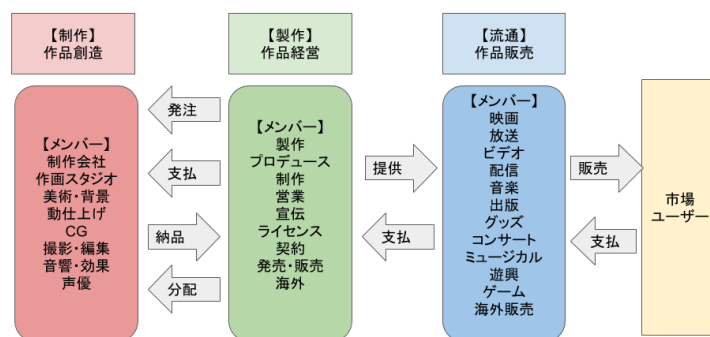 【制作】
作品創造
【製作】
作品経営
【流通】
作品販売
【メンバー】
制作会社
作画スタジオ
美術・背景
動仕上げ
CG
撮影・編集
音響・効果
声優
発注
支払
納品
分配
【メンバー】
製作
プロデュース
制作
営業
宣伝
ライセンス
契約
発売・販売
海外
提供
支払
【メンバー】
映画
放送
ビデオ
配信
音楽
出版
グッズ
コンサート
ミュージカル
遊興
ゲーム
海外販売
販売
支払
市場
ユーザー